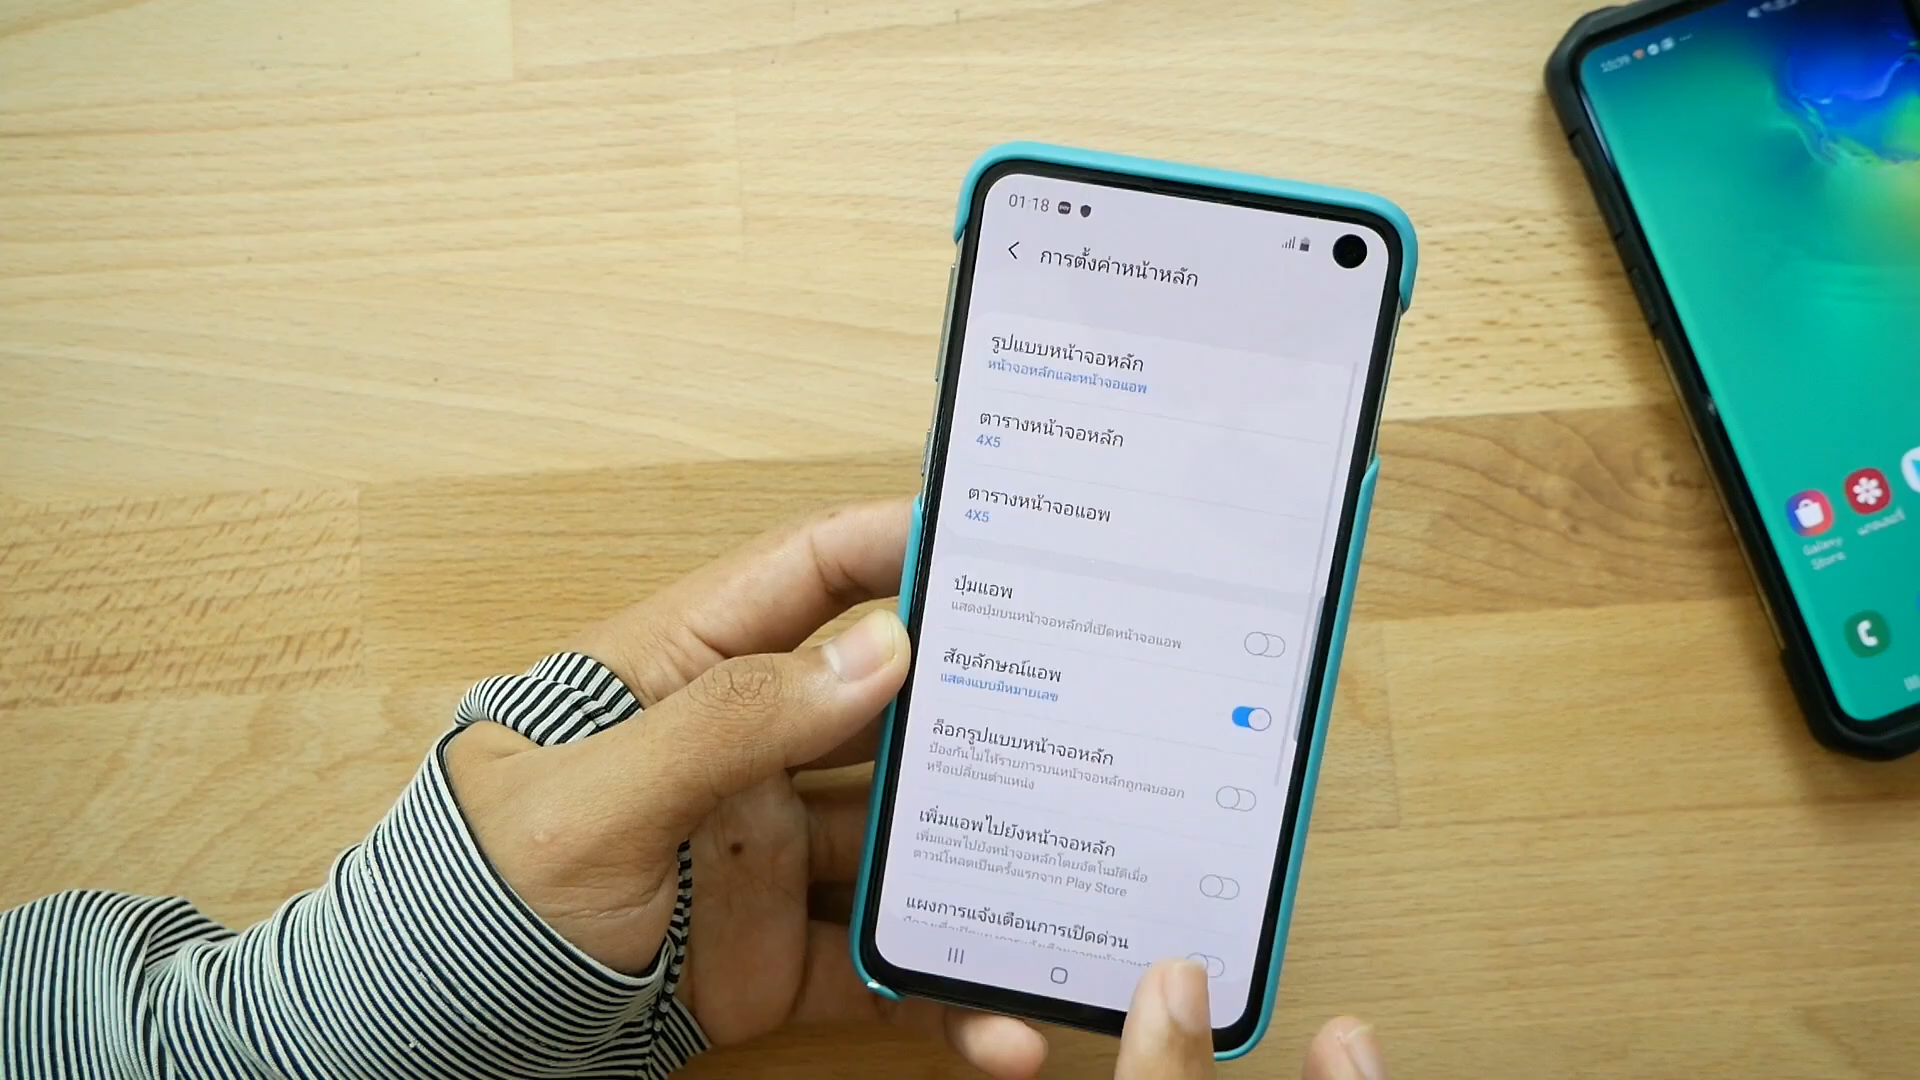 01:18
การตั้งค่าหน้าหลัก
รูปแบบหน้าจอหลัก
หน้าจอหลักและหน้าจอแอพ
ตารางหน้าจอหลัก
4X5
ตารางหน้าจอแอพ
4X5
ปุ่มแอพ
แสดงปุ่มบนหน้าจอหลักที่เปิดหน้าจอแอพ
สัญลักษณ์แอพ
แสดงแบบมีหมายเลข
ล็อกรูปแบบหน้าจอหลัก
ป้องกันไม่ให้รายการบนหน้าจอหลักถูกลบออก
หรือเปลี่ยนตำแหน่ง
เพิ่มแอพไปยังหน้าจอหลัก
เพิ่มแอพไปยังหน้าจอหลักโดยอัตโนมัติเมื่อ
ดาวน์โหลดเป็นครั้งแรกจาก Play Store
แผงการแจ้งเตือนการเปิดด่วน
Galaxy
Store